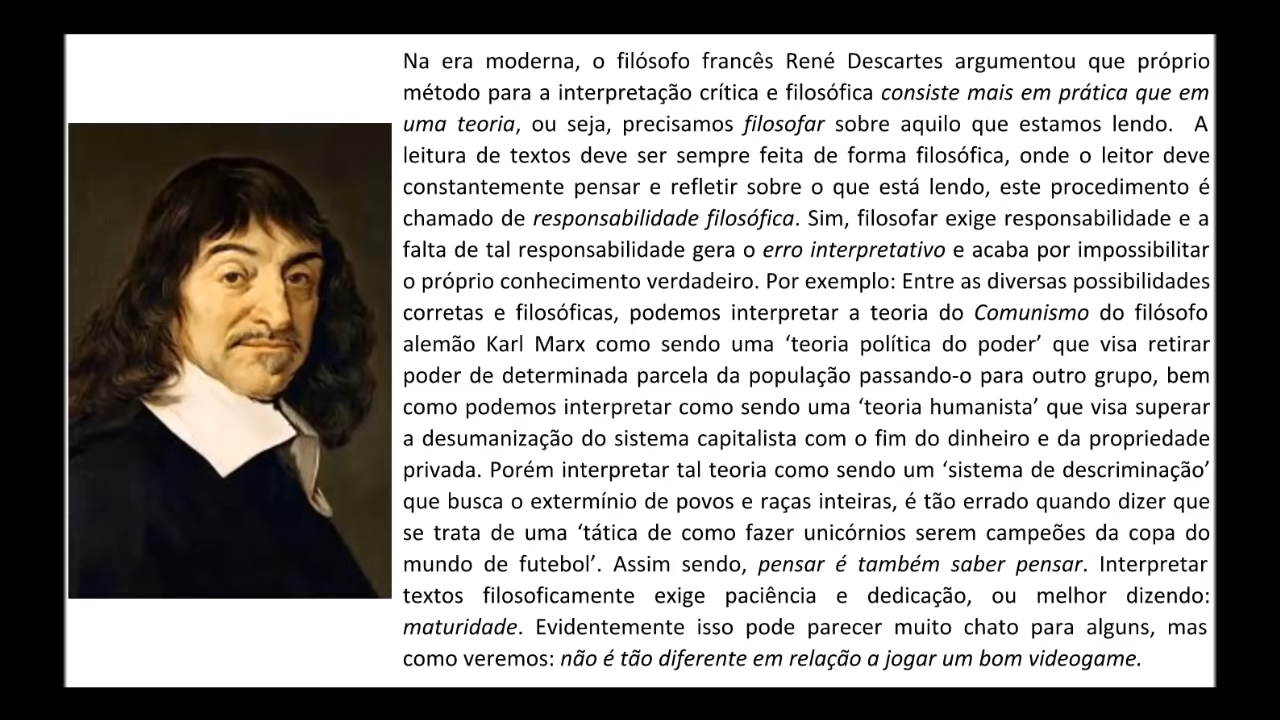 Na era moderna, o filósofo francês René Descartes argumentou que próprio
método para a interpretação crítica e filosófica consiste mais em prática que em
uma teoria, ou seja, precisamos filosofar sobre aquilo que estamos lendo. A
leitura de textos deve ser sempre feita de forma filosófica, onde o leitor deve
constantemente pensar e refletir sobre o que está lendo, este procedimento é
chamado de responsabilidade filosófica. Sim, filosofar exige responsabilidade e a
falta de tal responsabilidade gera o erro interpretativo e acaba por impossibilitar
o próprio conhecimento verdadeiro. Por exemplo: Entre as diversas possibilidades
corretas e filosóficas, podemos interpretar a teoria do Comunismo do filósofo
alemão Karl Marx como sendo uma ‘teoria política do poder’ que visa retirar
poder de determinada parcela da população passando-o para outro grupo, bem
como podemos interpretar como sendo uma ‘teoria humanista’ que visa superar
a desumanização do sistema capitalista com o fim do dinheiro e da propriedade
privada. Porém interpretar tal teoria como sendo um ‘sistema de descriminação’
que busca o extermínio de povos e raças inteiras, é tão errado quando dizer que
se trata de uma ‘tática de como fazer unicórnios serem campeões da copa do
mundo de futebol’. Assim sendo, pensar é também saber pensar. Interpretar
textos filosoficamente exige paciência e dedicação, ou melhor dizendo:
maturidade. Evidentemente isso pode parecer muito chato para alguns, mas
como veremos: não é tão diferente em relação a jogar um bom videogame.